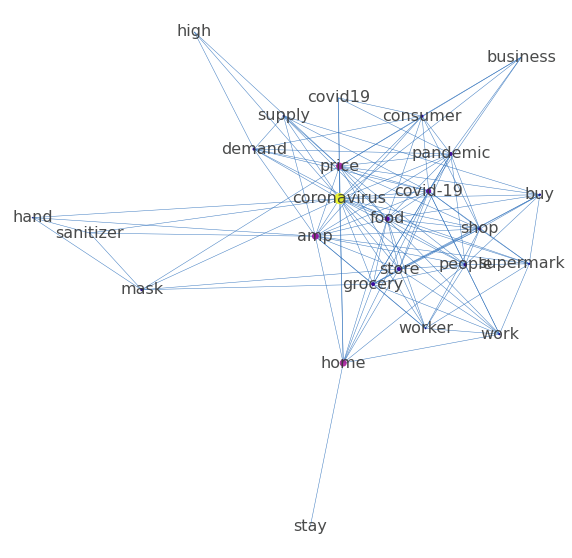 high
business
covid19
supply
consumer
demand
pandemic
price
covid-19
buy
coronavirus
hand
food
sanitizer
amp
shop
store
people
supermark
grocery
mask
worker
work
home
stay